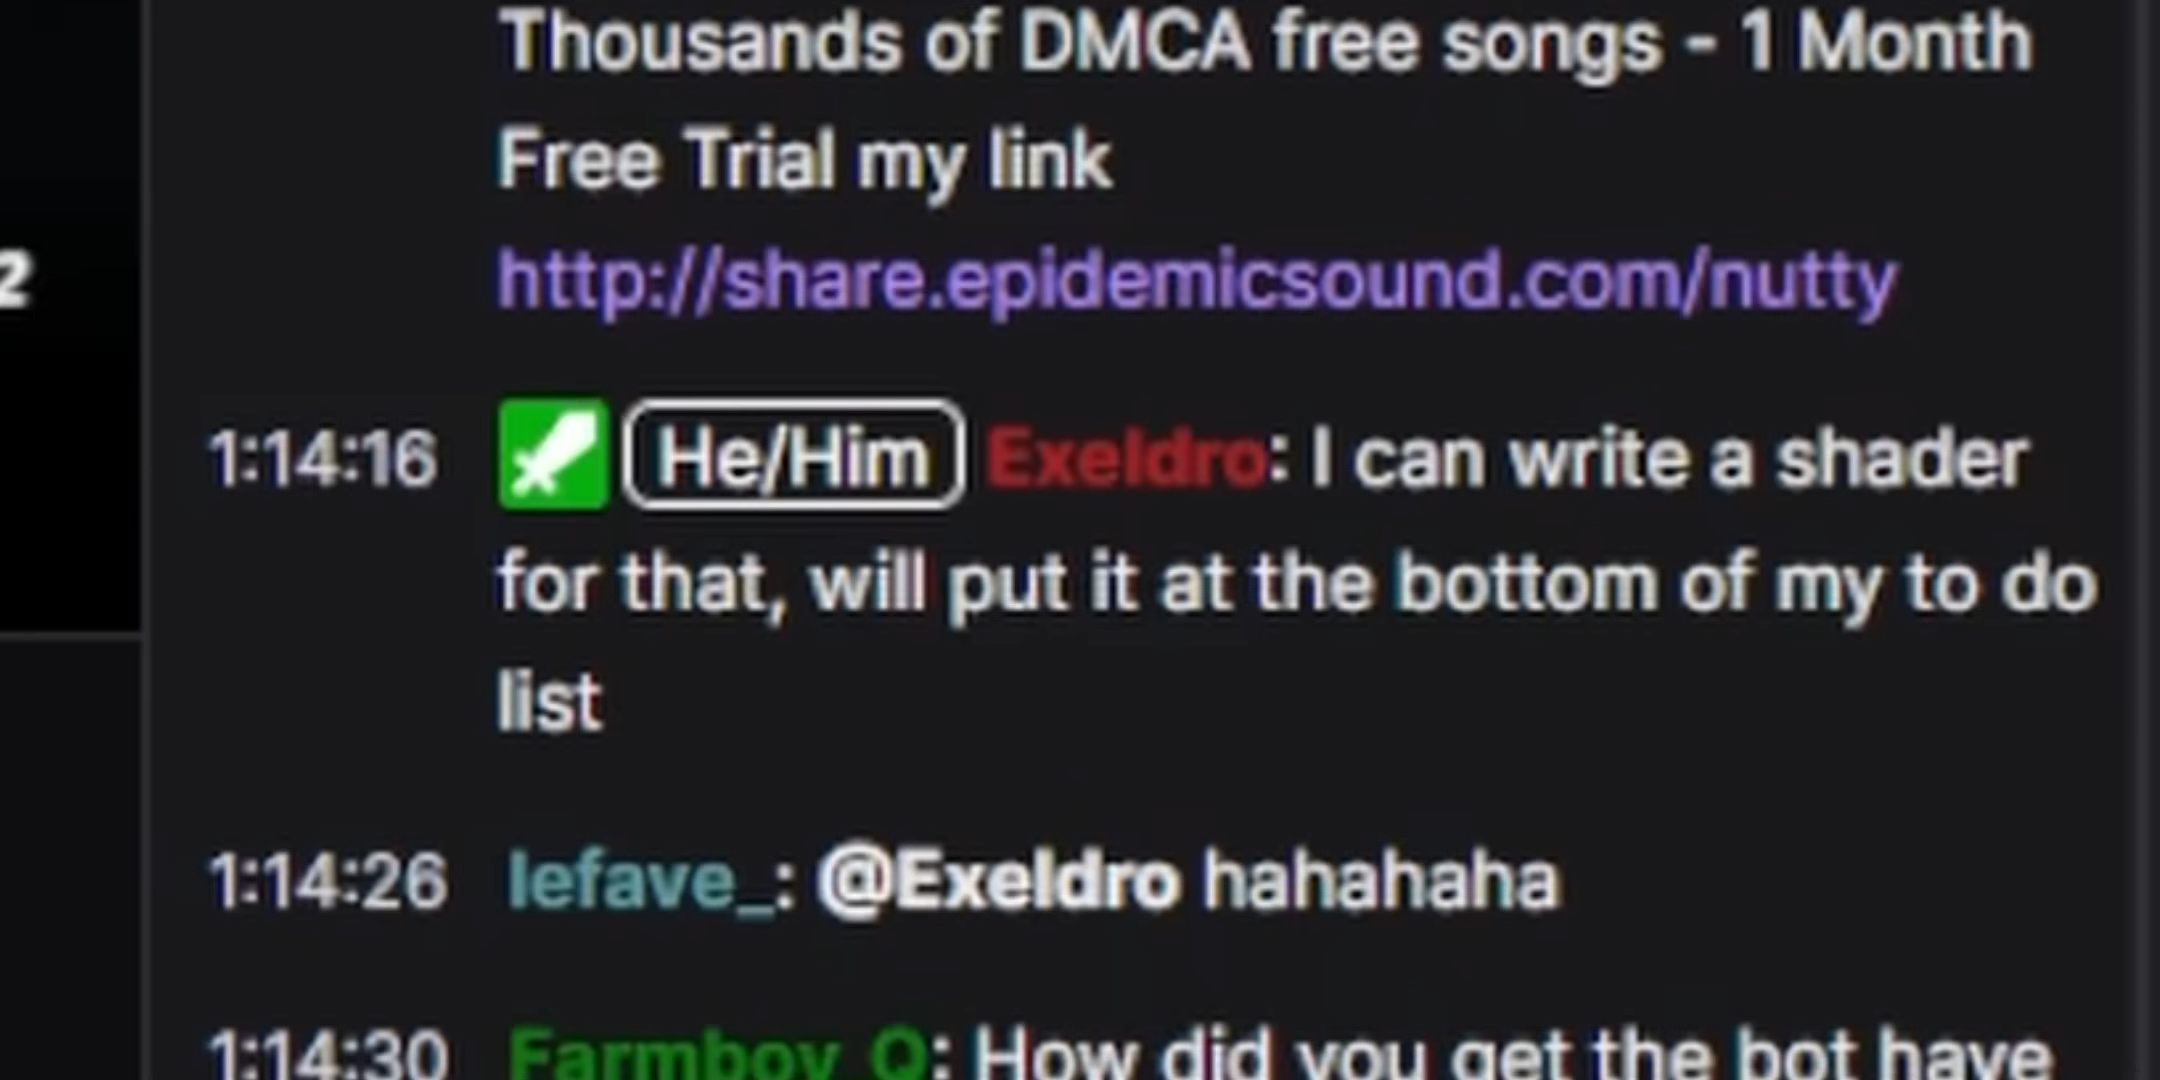 Thousands of DMCA free songs - 1 Month
Free Trial my link
http://share.epidemicsound.com/nutty
2
1:14:16 He/Him Exeldro: I can write a shader
for that, will put it at the bottom of my to do
list
1:14:26 lefave_: @Exeldro hahahaha
1:14:30 Farmboy_Q: How did you get the bot have